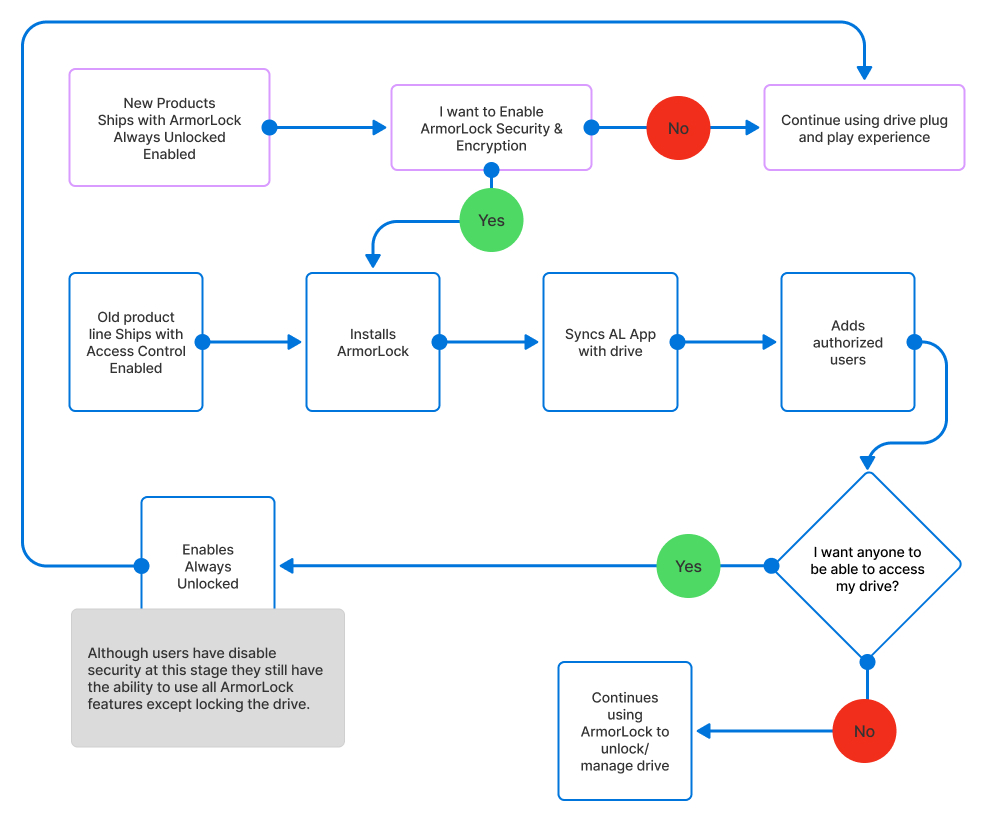 New Products
Ships with ArmorLock
Always Unlocked
Enabled
I want to Enable
ArmorLock Security &
Encryption
No
Continue using drive plug
and play experience
Yes
Old product
line Ships with
Access Control
Enabled
Installs
ArmorLock
Syncs AL App
with drive
Adds
authorized
users
I want anyone to
be able to access
my drive?
Yes
Enables
Always
Unlocked
Although users have disable
security at this stage they still have
the ability to use all ArmorLock
features except locking the drive.
No
Continues
using
ArmorLock to
unlock/
manage drive